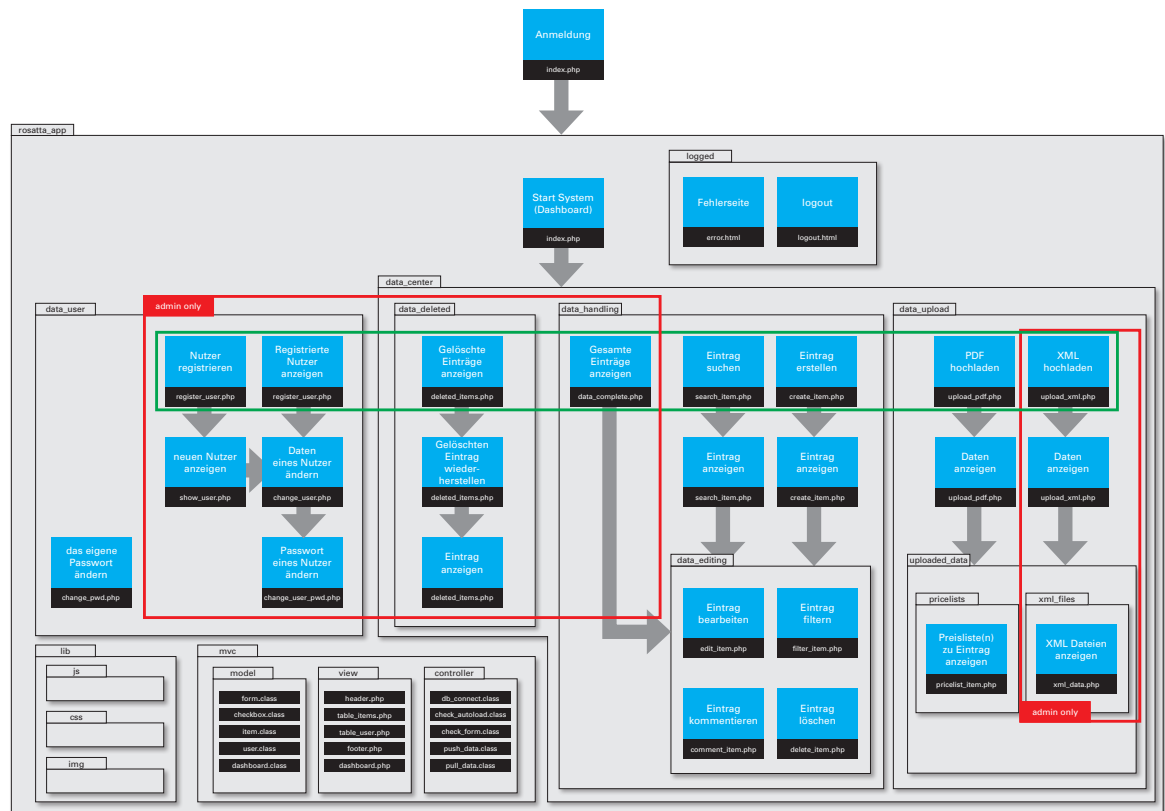 Anmeldung
index.php
rosatta_app
logged
Fehlerseite
error.html
logout
logout.html
Start System
(Dashboard)
index.php
data_center
data_user
admin only
data_deleted
data_handling
data_upload
Nutzer
registrieren
register_user.php
Registrierte
Nutzer
anzeigen
register_user.php
Gelöschte
Einträge
anzeigen
deleted_items.php
Gesamte
Einträge
anzeigen
data_complete.php
Eintrag
suchen
search_item.php
Eintrag
erstellen
create_item.php
PDF
hochladen
upload_pdf.php
XML
hochladen
upload_xml.php
neuen Nutzer
anzeigen
show_user.php
Daten
eines Nutzer
ändern
change_user.php
Gelöschten
Eintrag
wieder-
herstellen
deleted_items.php
Eintrag
anzeigen
search_item.php
Eintrag
anzeigen
create_item.php
Daten
anzeigen
upload_pdf.php
Daten
anzeigen
upload_xml.php
das eigene
Passwort
ändern
change_pwd.php
Passwort
eines Nutzer
ändern
change_user_pwd.php
Eintrag
anzeigen
deleted_items.php
data_editing
Eintrag
bearbeiten
edit_item.php
Eintrag
filtern
filter_item.php
Eintrag
kommentieren
comment_item.php
Eintrag
löschen
delete_item.php
uploaded_data
pricelists
Preisliste(n)
zu Eintrag
anzeigen
pricelist_item.php
xml_files
XML Dateien
anzeigen
xml_data.php
admin only
lib
js
css
img
mvc
model
form.class
checkbox.class
item.class
user.class
dashboard.class
view
header.php
table_items.php
table_user.php
footer.php
dashboard.php
controller
db_connect.class
check_autoload.class
check_form.class
push_data.class
pull_data.class